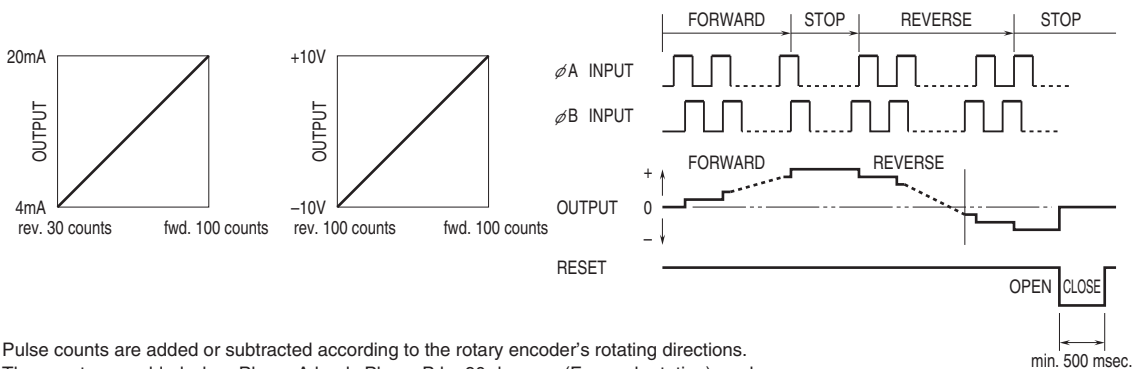 20mA
OUTPUT
4mA
rev. 30 counts
fwd. 100 counts
+10V
OUTPUT
–10V
rev. 100 counts
fwd. 100 counts
FORWARD
STOP
REVERSE
STOP
øA INPUT
øB INPUT
FORWARD
REVERSE
+
OUTPUT 0
–
RESET
OPEN
CLOSE
min. 500 msec.
Pulse counts are added or subtracted according to the rotary encoder's rotating directions.